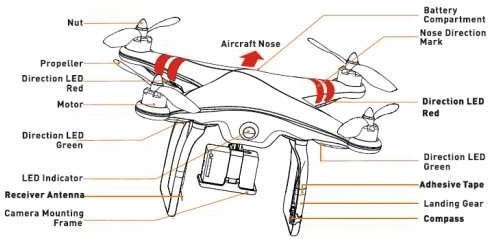 Nut
Propeller
Direction LED
Red
Motor
Direction LED
Green
LED Indicator
Receiver Antenna
Camera Mounting
Frame
Aircraft Nose
Battery
Compartment
Nose Direction
Mark
Direction LED
Red
Direction LED
Green
Adhesive Tape
Landing Gear
Compass